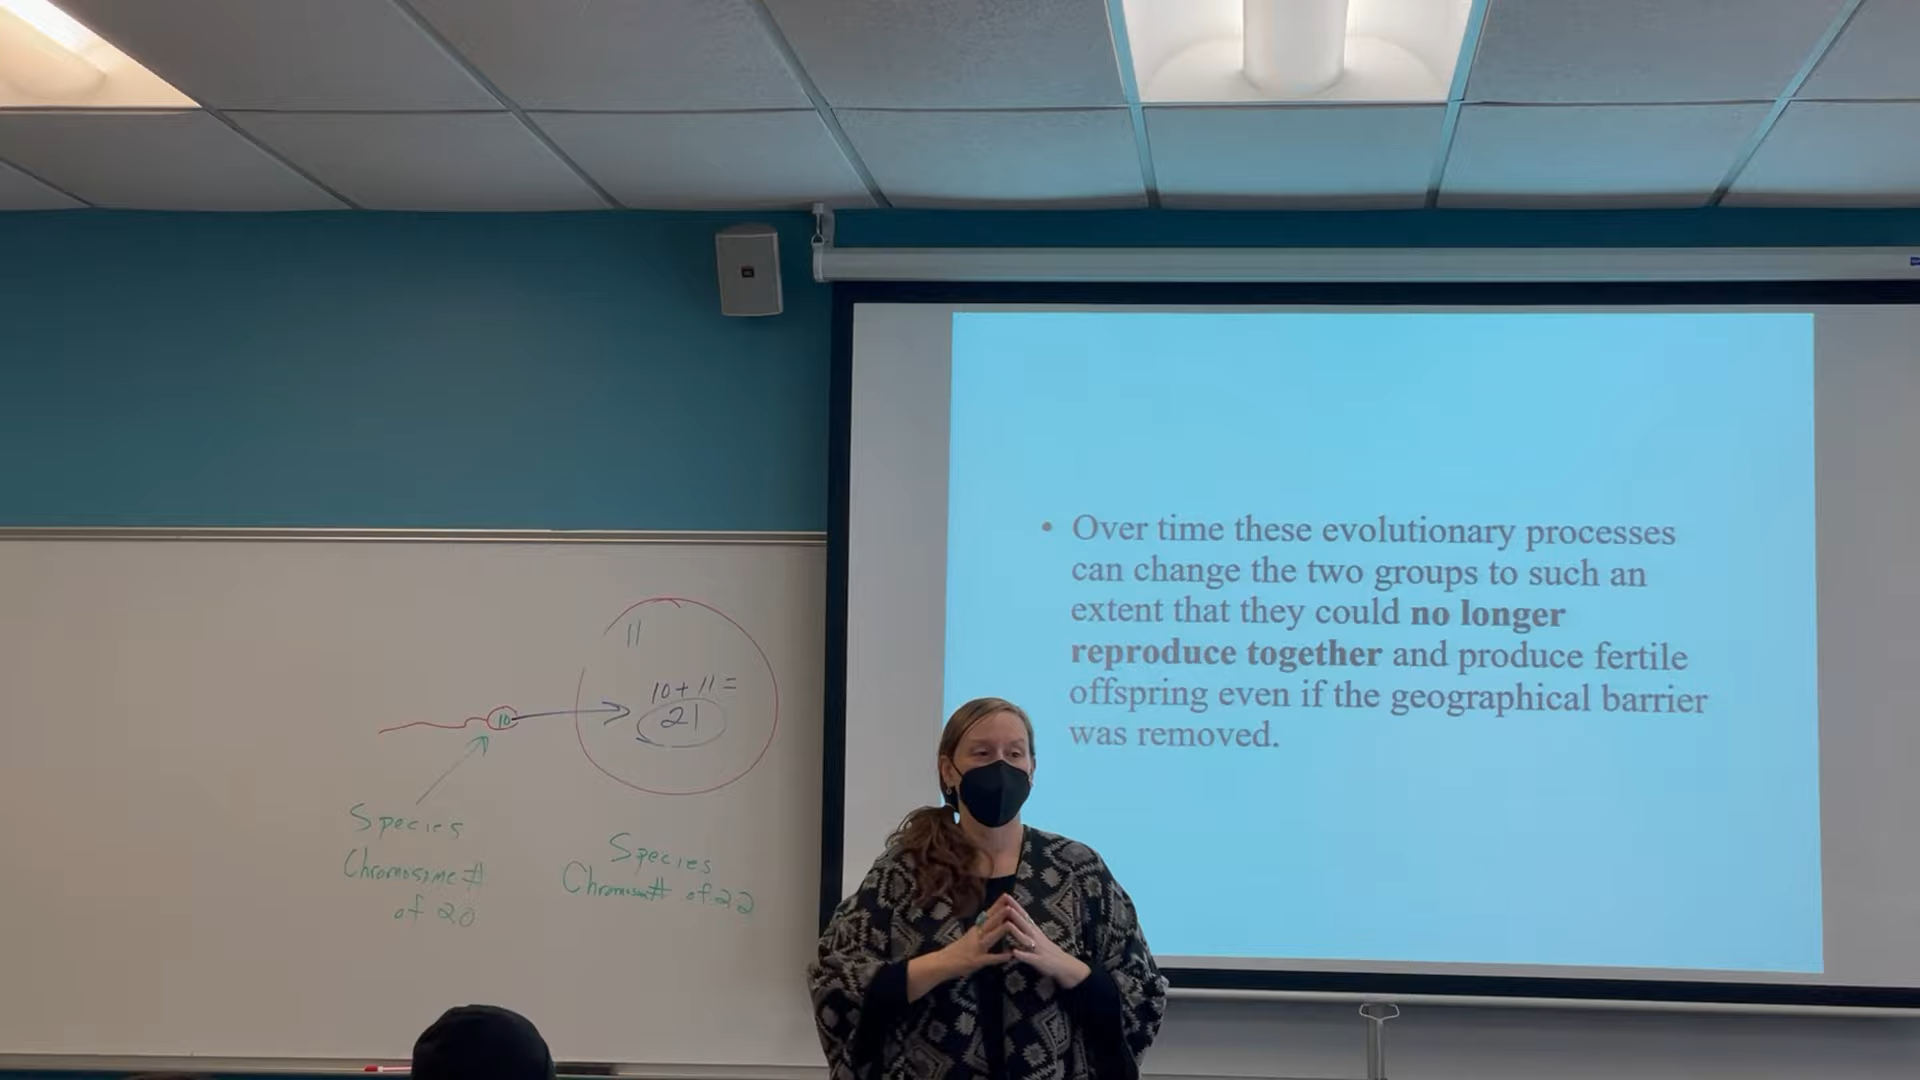 11
10 + 11 =
21
10
Species
Chromosome #
of 20
Species
Chromosom# of 22
• Over time these evolutionary processes
can change the two groups to such an
extent that they could no longer
reproduce together and produce fertile
offspring even if the geographical barrier
was removed.